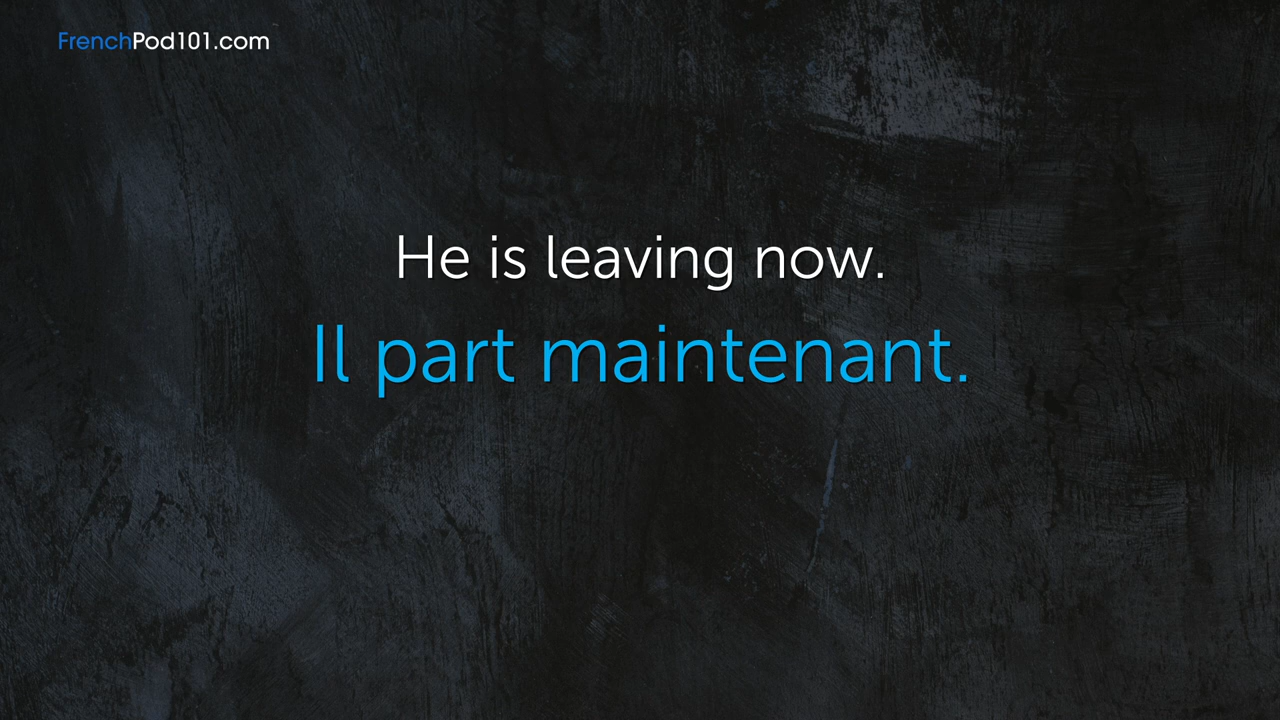 FrenchPod101.com
He is leaving now.
Il part maintenant.